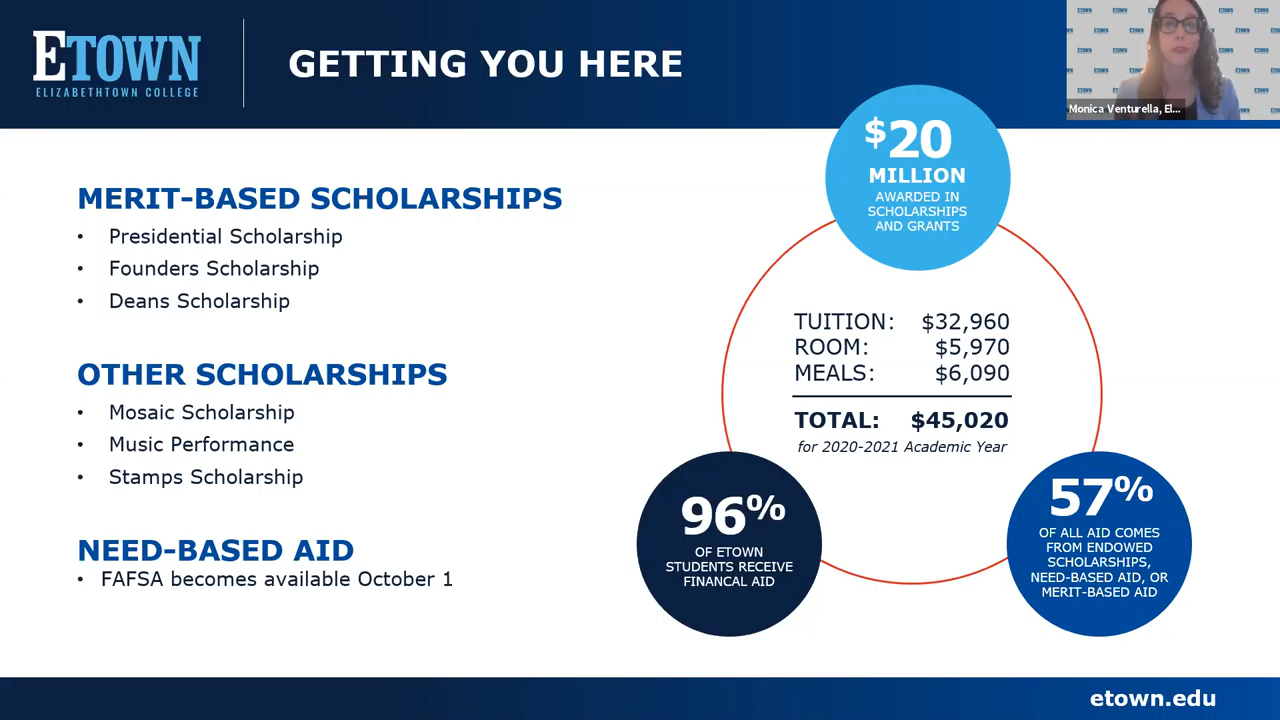 ETOWN
ELIZABETHTOWN COLLEGE
GETTING YOU HERE
Monica Venturella, El...
MERIT-BASED SCHOLARSHIPS
• Presidential Scholarship
• Founders Scholarship
• Deans Scholarship
OTHER SCHOLARSHIPS
• Mosaic Scholarship
• Music Performance
• Stamps Scholarship
NEED-BASED AID
• FAFSA becomes available October 1
$20
MILLION
AWARDED IN
SCHOLARSHIPS
AND GRANTS
TUITION: $32,960
ROOM: $5,970
MEALS: $6,090
TOTAL: $45,020
for 2020-2021 Academic Year
96%
OF ETOWN
STUDENTS RECEIVE
FINANCAL AID
57%
OF ALL AID COMES
FROM ENDOWED
SCHOLARSHIPS,
NEED-BASED AID, OR
MERIT-BASED AID
etown.edu